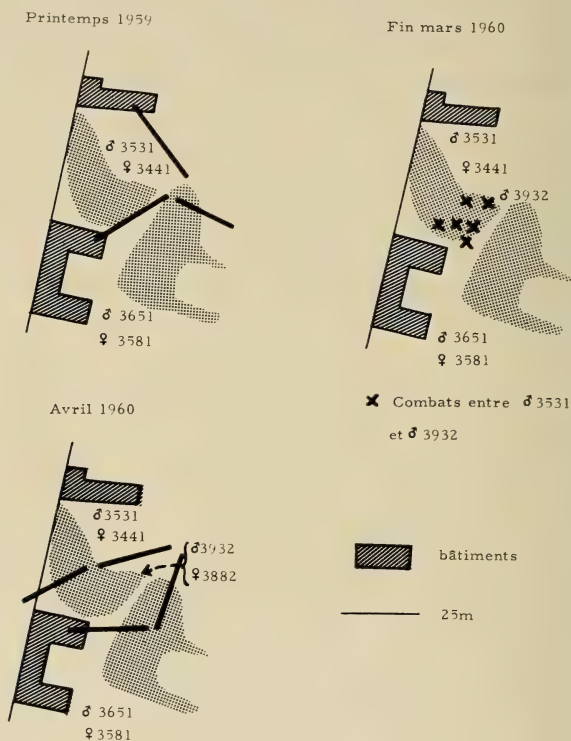 Printemps 1959
♂ 3531
♀ 3441
♂ 3651
♀ 3581
Fin mars 1960
♂ 3531
♀ 3441
♂ 3932
♂ 3651
♀ 3581
✖ Combats entre ♂ 3531
et ♂ 3932
Avril 1960
♂ 3531
♀ 3441
♂ 3932
♀ 3882
♂ 3651
♀ 3581
bâtiments
25m